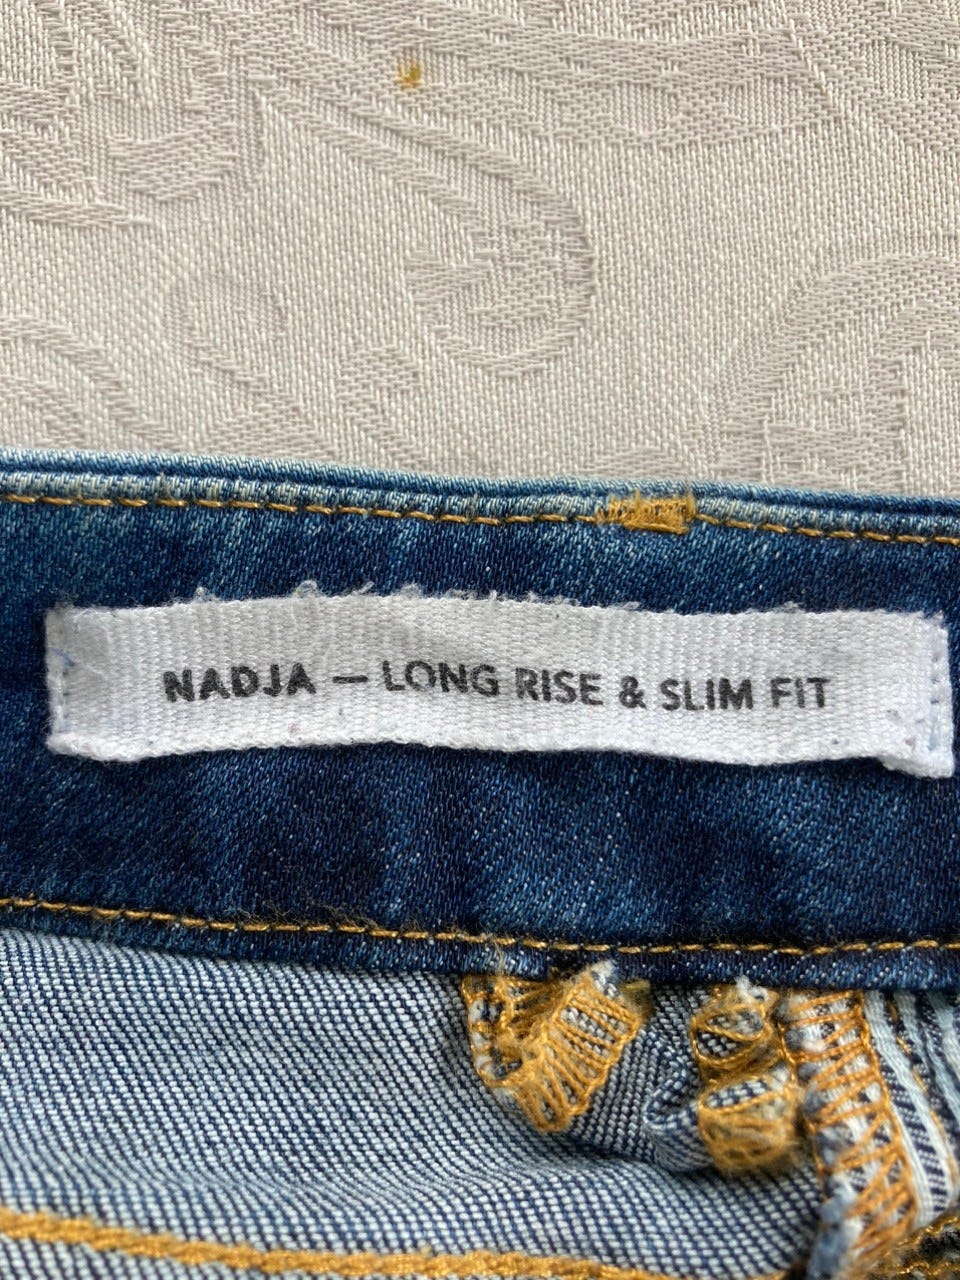 NADJA — LONG RISE & SLIM FIT